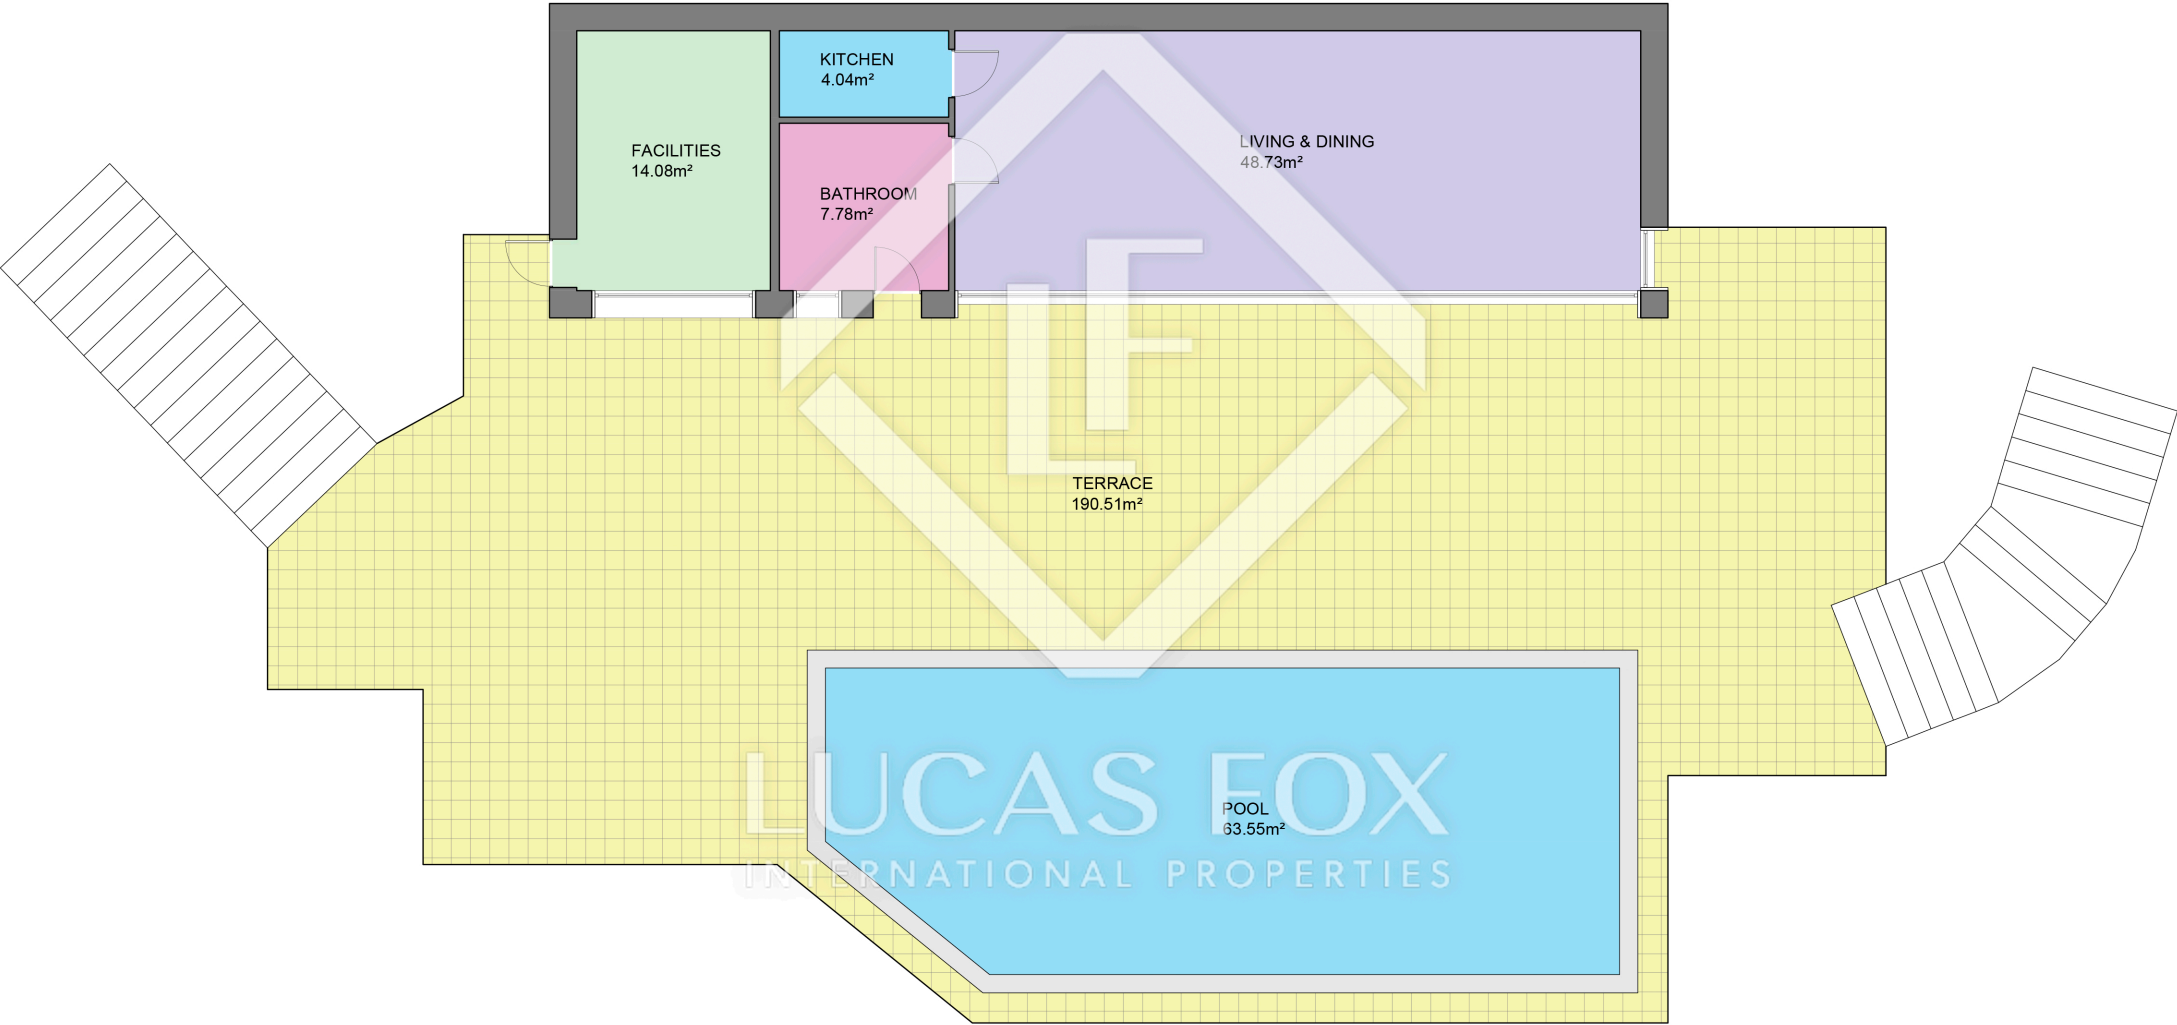 KITCHEN
4.04m²
FACILITIES
14.08m²
BATHROOM
7.78m²
LIVING & DINING
48.73m²
LF
TERRACE
190.51m²
POOL
63.55m²
LUCAS FOX
INTERNATIONAL PROPERTIES